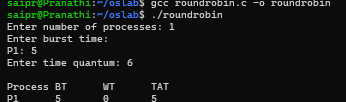 saipr@Pranathi:~/oslab$ gcc roundrobin.c -o roundrobin
saipr@Pranathi:~/oslab$ ./roundrobin
Enter number of processes: 1
Enter burst time:
P1: 5
Enter time quantum: 6
Process BT WT TAT
P1 5 0 5